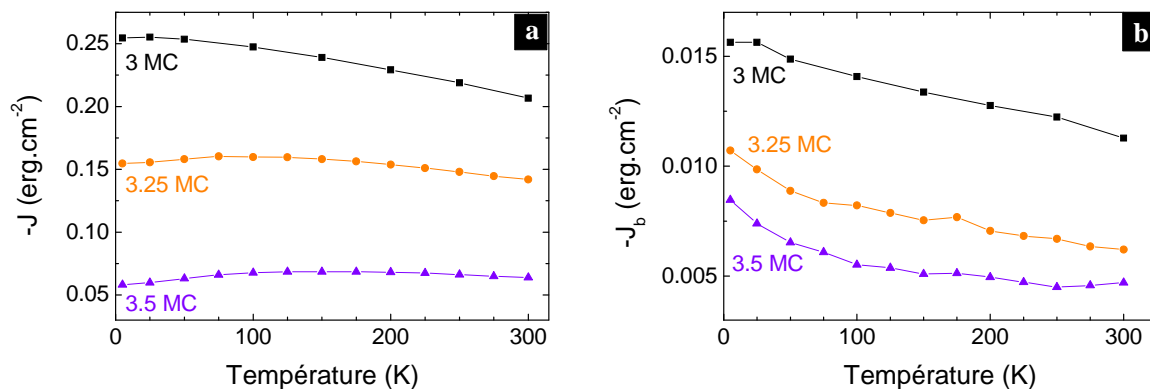 a
-J (erg.cm⁻²)
0.25
0.20
0.15
0.10
0.05
3 MC
3.25 MC
3.5 MC
0 100 200 300
Température (K)
b
-J_b (erg.cm⁻²)
0.015
0.010
0.005
3 MC
3.25 MC
3.5 MC
0 100 200 300
Température (K)